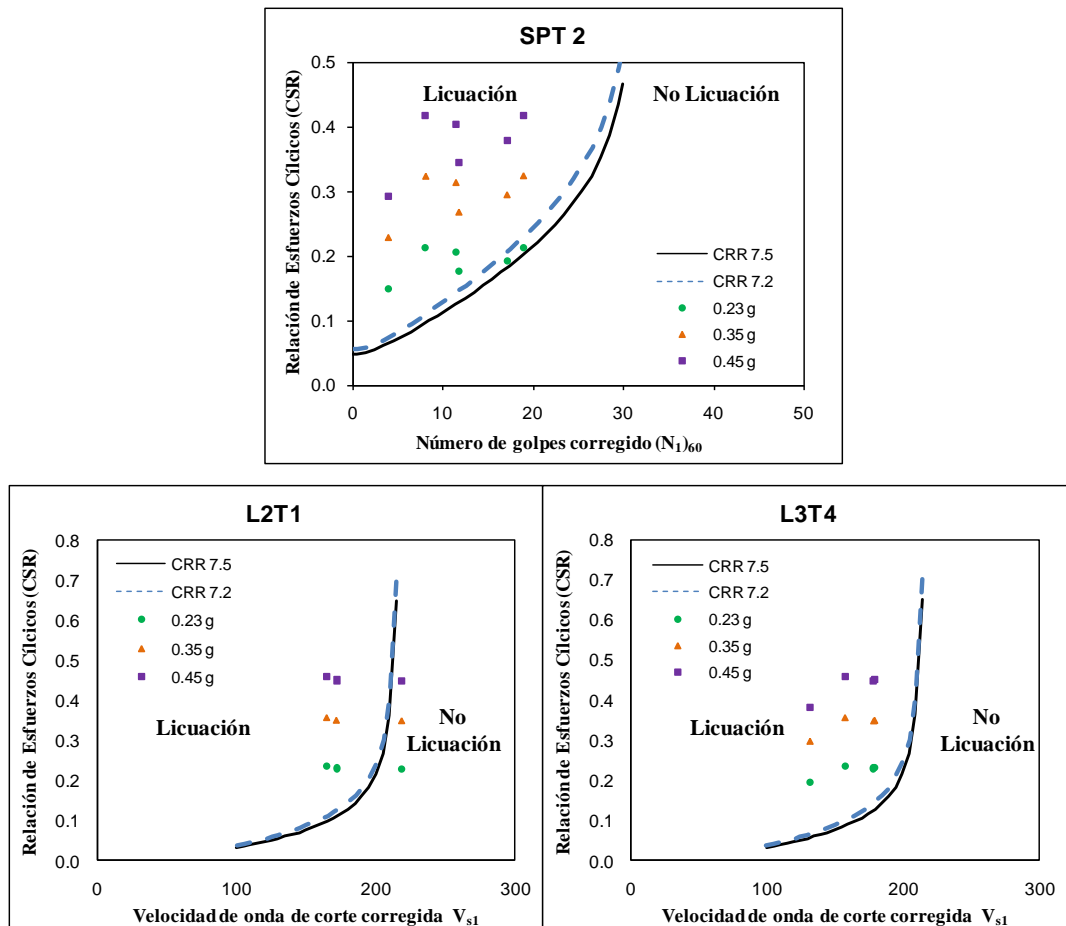 SPT 2
0.5
0.4
0.3
0.2
0.1
0.0
Relación de Esfuerzos Cílcicos (CSR)
Licuación
No Licuación
CRR 7.5
CRR 7.2
0.23 g
0.35 g
0.45 g
0 10 20 30 40 50
Número de golpes corregido (N₁)₆₀
L2T1
0.8
0.7
0.6
0.5
0.4
0.3
0.2
0.1
0.0
Relación de Esfuerzos Cílcicos (CSR)
CRR 7.5
CRR 7.2
0.23 g
0.35 g
0.45 g
Licuación
No
Licuación
0 100 200 300
Velocidad de onda de corte corregida Vₛ₁
L3T4
0.8
0.7
0.6
0.5
0.4
0.3
0.2
0.1
0.0
Relación de Esfuerzos Cílcicos (CSR)
CRR 7.5
CRR 7.2
0.23 g
0.35 g
0.45 g
Licuación
No
Licuación
0 100 200 300
Velocidad de onda de corte corregida Vₛ₁